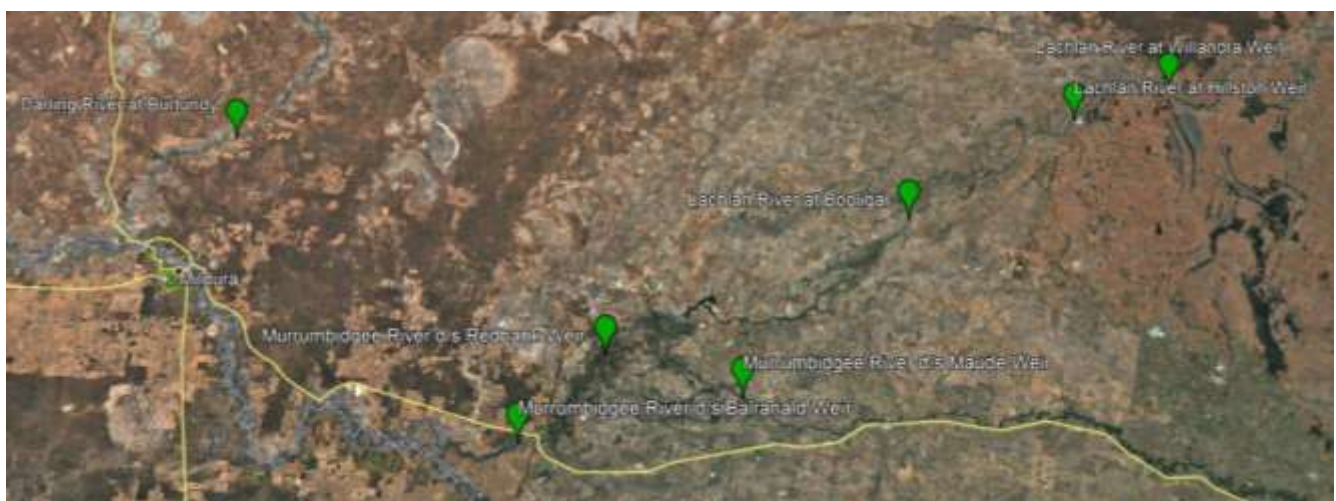 Lachlan River at Willandra Weir
Lachlan River at Hillston Weir
Darling River at Burtundy
Lachlan River at Booligal
Mildura
Murrumbidgee River d/s Redbank Weir
Murrumbidgee River d/s Maude Weir
Murrumbidgee River d/s Balranald Weir